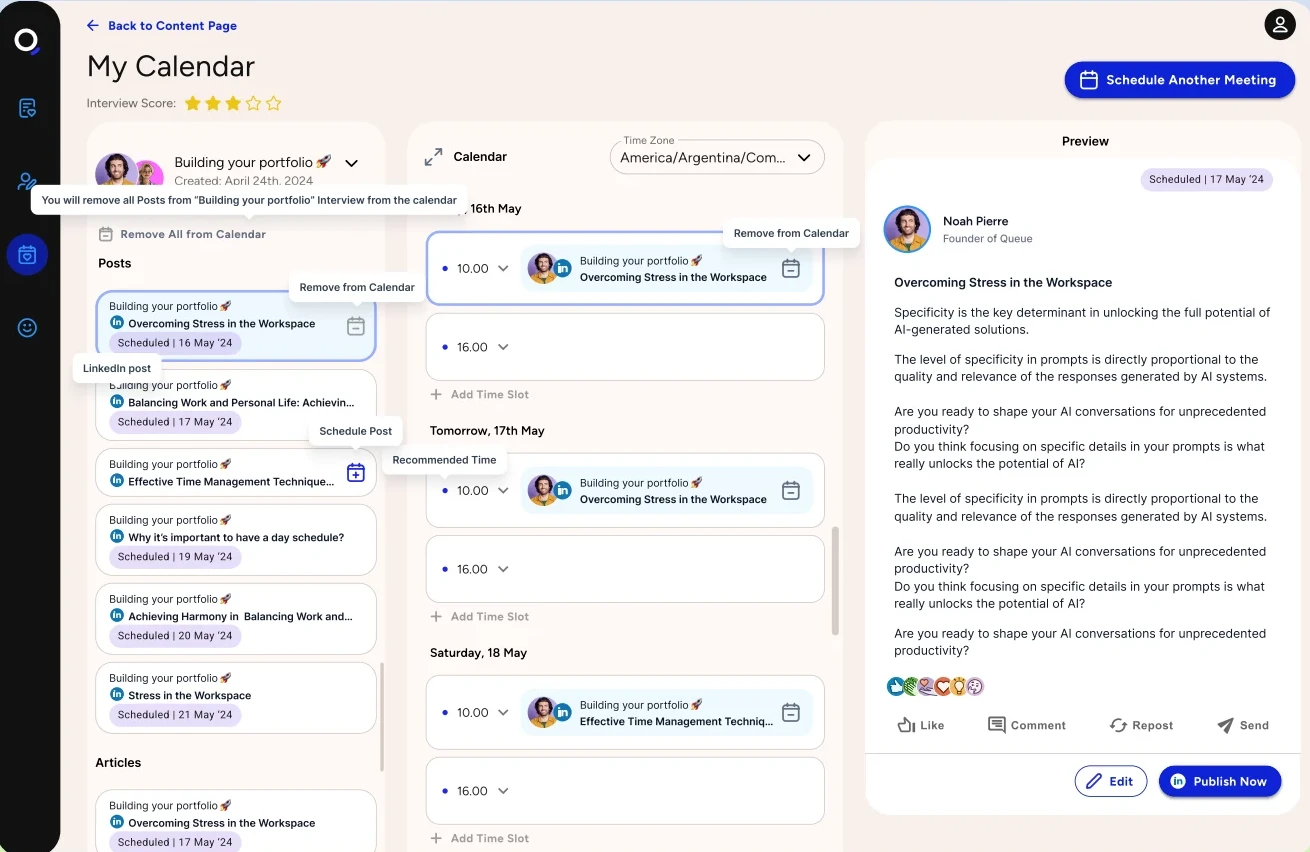 Back to Content Page
My Calendar
Interview Score:
Schedule Another Meeting
Building your portfolio 🚀
Created: April 24th, 2024
You will remove all Posts from “Building your portfolio” Interview from the calendar
Remove All from Calendar
Posts
Remove from Calendar
Building your portfolio 🚀
in Overcoming Stress in the Workspace
Scheduled | 16 May ‘24
LinkedIn post
Building your portfolio 🚀
in Balancing Work and Personal Life: Achievin...
Scheduled | 17 May ‘24
Schedule Post
Building your portfolio 🚀
in Effective Time Management Technique...
Building your portfolio 🚀
in Why it’s important to have a day schedule?
Scheduled | 19 May ‘24
Building your portfolio 🚀
in Achieving Harmony in Balancing Work and...
Scheduled | 20 May ‘24
Building your portfolio 🚀
in Stress in the Workspace
Scheduled | 21 May ‘24
Articles
Building your portfolio 🚀
in Overcoming Stress in the Workspace
Scheduled | 17 May ‘24
Calendar
Time Zone
America/Argentina/Com...
, 16th May
Remove from Calendar
10.00
in
Building your portfolio 🚀
Overcoming Stress in the Workspace
16.00
Add Time Slot
Tomorrow, 17th May
Recommended Time
10.00
in
Building your portfolio 🚀
Overcoming Stress in the Workspace
16.00
Add Time Slot
Saturday, 18 May
10.00
in
Building your portfolio 🚀
Effective Time Management Techniq...
16.00
Add Time Slot
Preview
Scheduled | 17 May ‘24
Noah Pierre
Founder of Queue
Overcoming Stress in the Workspace
Specificity is the key determinant in unlocking the full potential of
AI-generated solutions.
The level of specificity in prompts is directly proportional to the
quality and relevance of the responses generated by AI systems.
Are you ready to shape your AI conversations for unprecedented
productivity?
Do you think focusing on specific details in your prompts is what
really unlocks the potential of AI?
The level of specificity in prompts is directly proportional to the
quality and relevance of the responses generated by AI systems.
Are you ready to shape your AI conversations for unprecedented
productivity?
Do you think focusing on specific details in your prompts is what
really unlocks the potential of AI?
Are you ready to shape your AI conversations for unprecedented
productivity?
Like
Comment
Repost
Send
Edit
in Publish Now